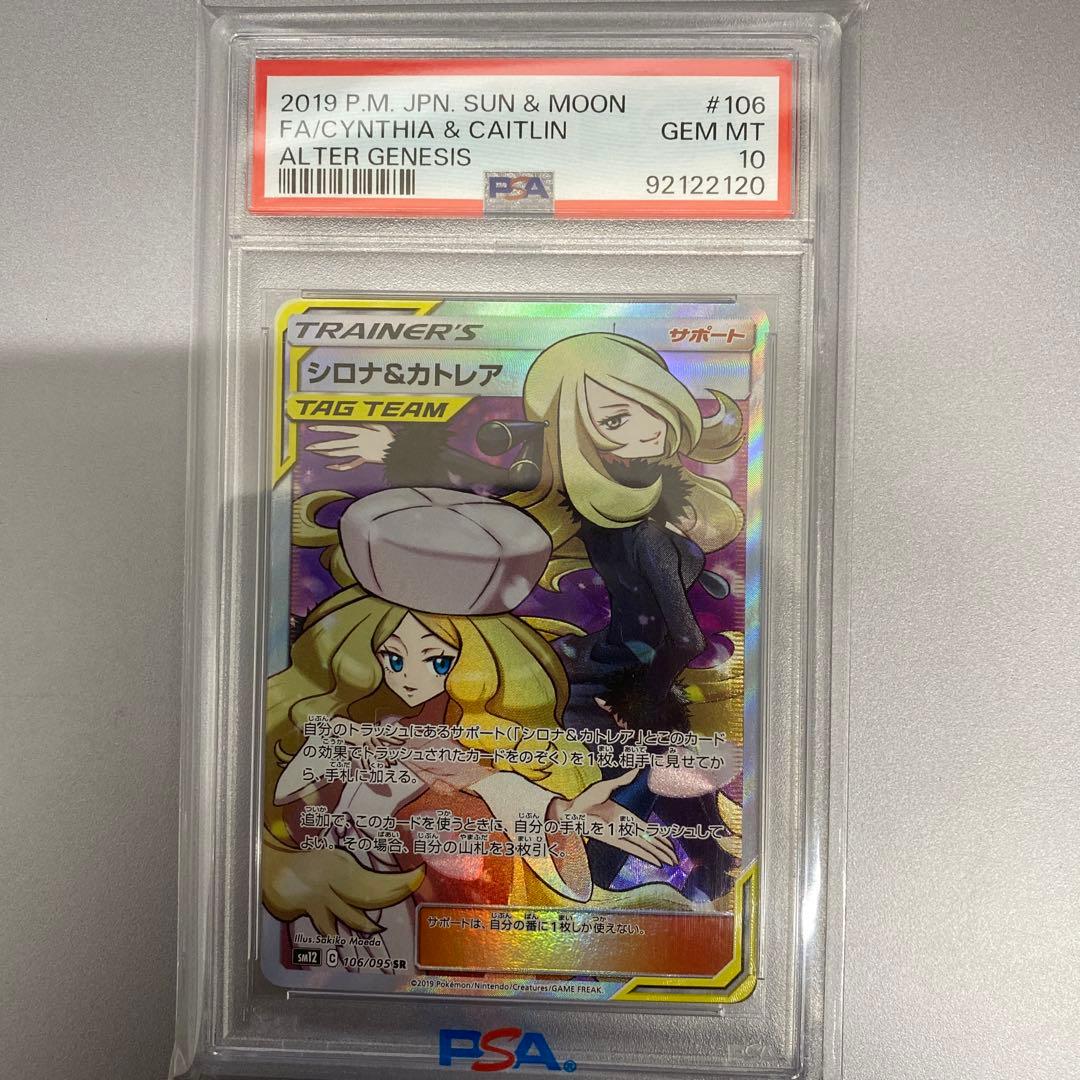 2019 P.M. JPN. SUN & MOON #106
FA/CYNTHIA & CAITLIN GEM MT
ALTER GENESIS 10
PSA 92122120
TRAINER'S サポート
シロナ&カトレア
TAG TEAM
自分のトラッシュにあるサポート(「シロナ&カトレア」とこのカード
の効果でトラッシュされたカードをのぞく)を1枚、相手に見せてか
ら、手札に加える。
追加で、このカードを使うときに、自分の手札を1枚トラッシュして
よい。その場合、自分の山札を3枚引く。
サポートは、自分の番に1枚しか使えない。
Illus.Sakiko Maeda
SM12 C 106/095 SR
©2019 Pokémon/Nintendo/Creatures/GAME FREAK.
PSA®